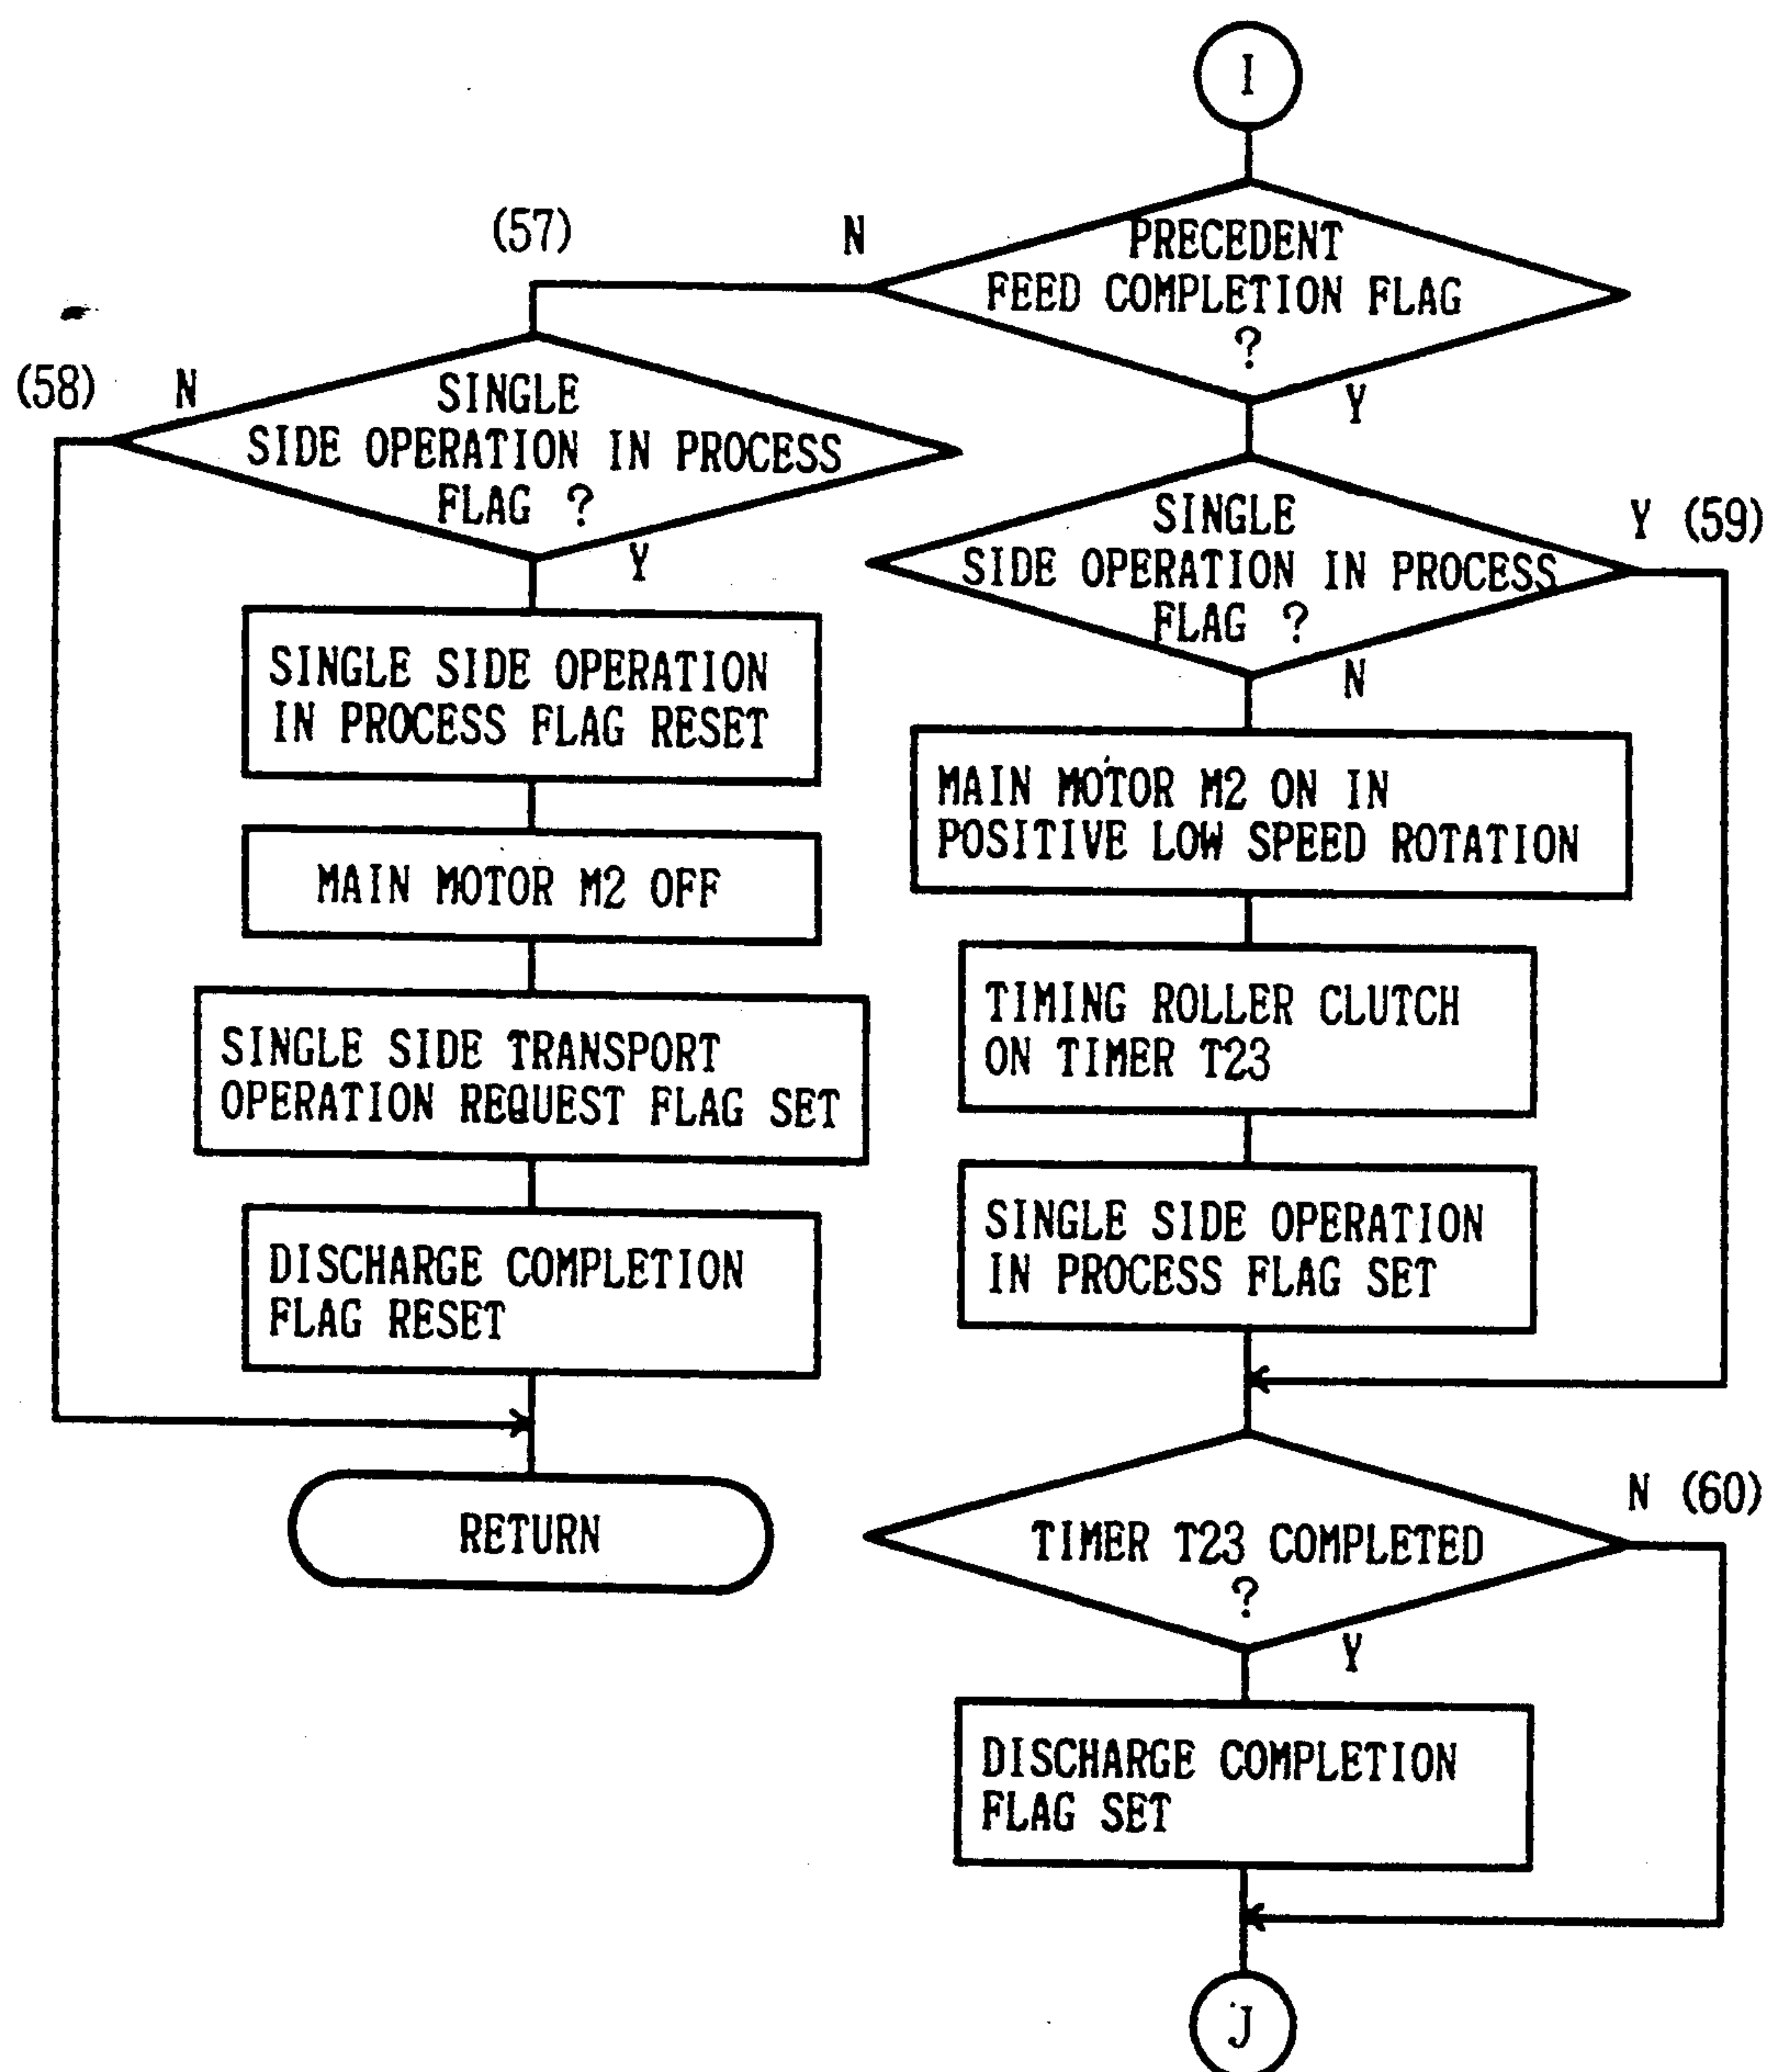 I
PRECEDENT
FEED COMPLETION FLAG
?
N
(57)
Y
(58)
N
SINGLE
SIDE OPERATION IN PROCESS
FLAG ?
Y
SINGLE SIDE OPERATION
IN PROCESS FLAG RESET
MAIN MOTOR M2 OFF
SINGLE SIDE TRANSPORT
OPERATION REQUEST FLAG SET
DISCHARGE COMPLETION
FLAG RESET
RETURN
SINGLE
SIDE OPERATION IN PROCESS
FLAG ?
Y (59)
N
MAIN MOTOR M2 ON IN
POSITIVE LOW SPEED ROTATION
TIMING ROLLER CLUTCH
ON TIMER T23
SINGLE SIDE OPERATION
IN PROCESS FLAG SET
TIMER T23 COMPLETED
?
N (60)
Y
DISCHARGE COMPLETION
FLAG SET
J